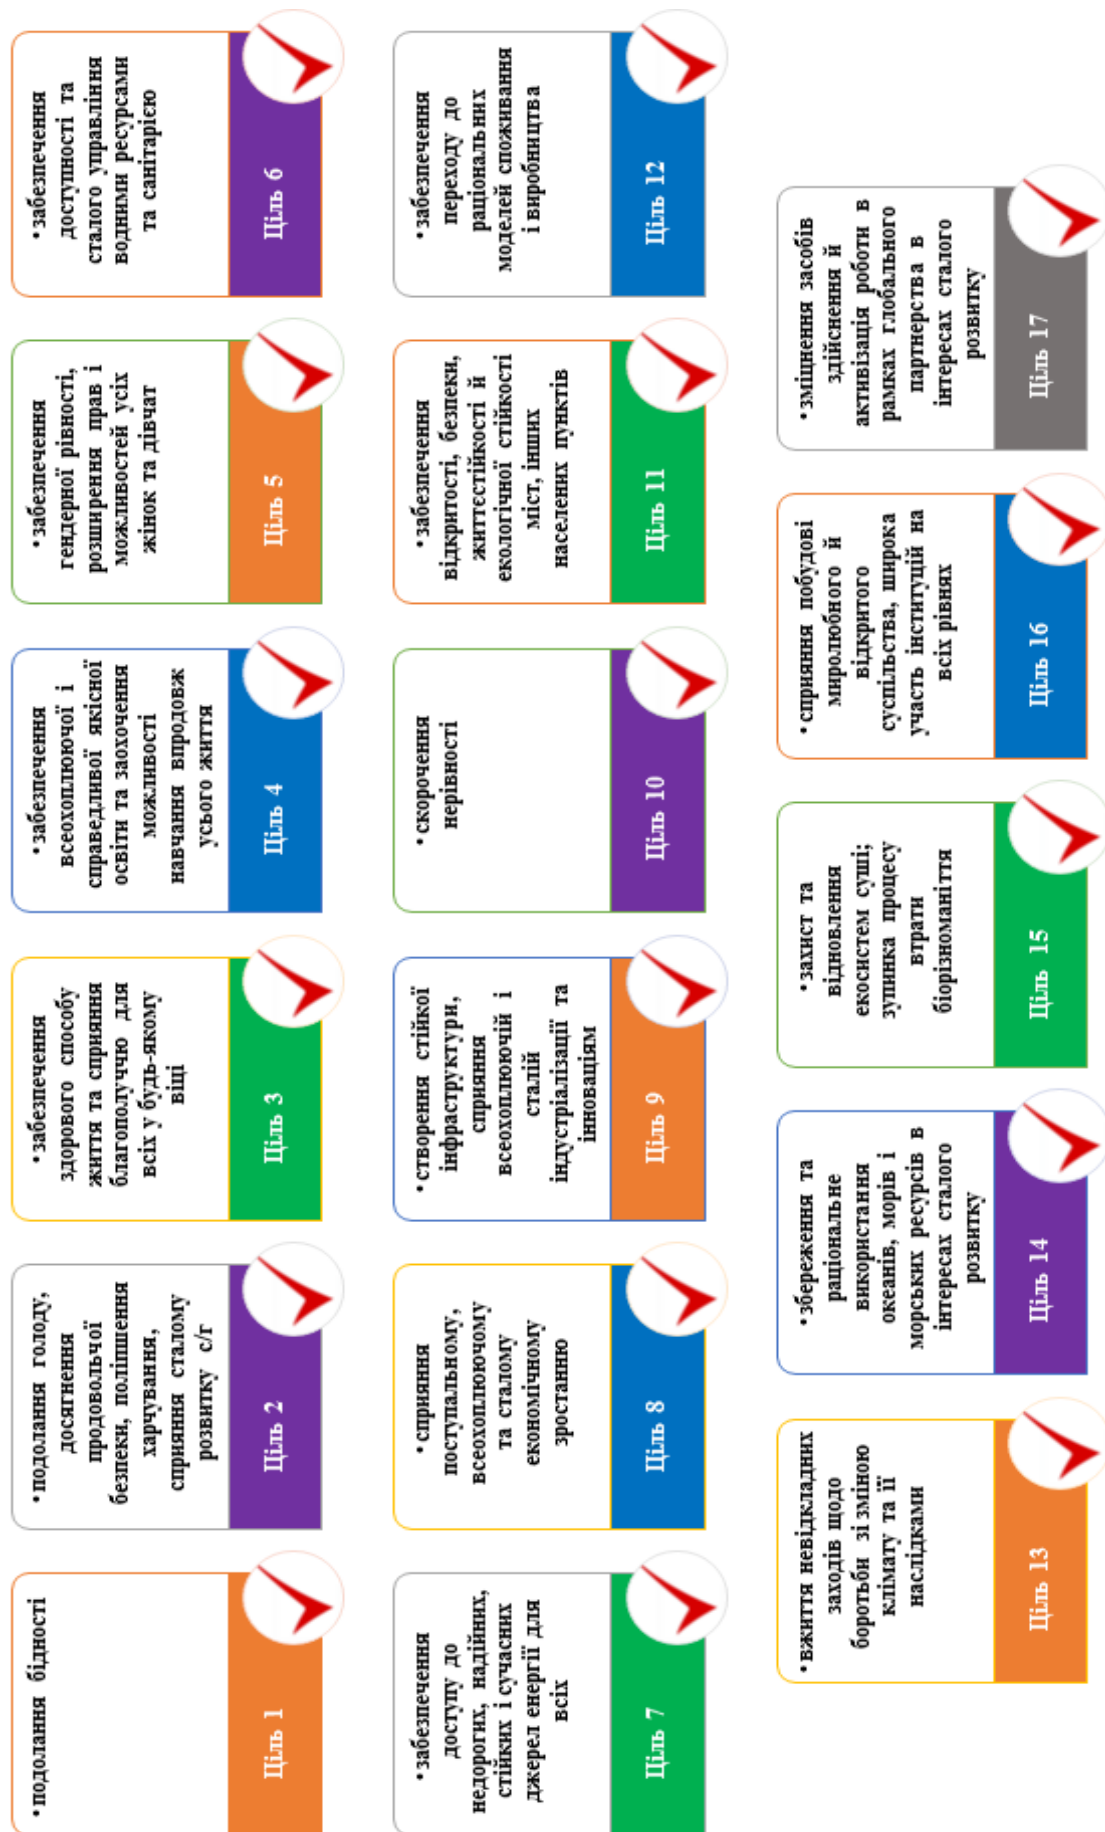 •подолання бідності
Ціль 1
•подолання голоду,
досягнення
продовольчої
безпеки, поліпшення
харчування,
сприяння сталому
розвитку с/г
Ціль 2
•забезпечення
здорового способу
життя та сприяння
благополуччю для
всіх у будь-якому
віці
Ціль 3
•забезпечення
всеохоплюючої і
справедливої якісної
освіти та заохочення
можливості
навчання впродовж
усього життя
Ціль 4
•забезпечення
гендерної рівності,
розширення прав і
можливостей усіх
жінок та дівчат
Ціль 5
•забезпечення
доступності та
сталого управління
водними ресурсами
та санітарією
Ціль 6
•забезпечення
доступу до
недорогих, надійних,
стійких і сучасних
джерел енергії для
всіх
Ціль 7
•сприяння
поступальному,
всеохоплюючому
та сталому
економічному
зростанню
Ціль 8
•створення стійкої
інфраструктури,
сприяння
всеохоплюючій і
сталій
індустріалізації та
інноваціям
Ціль 9
•скорочення
нерівності
Ціль 10
•забезпечення
відкритості, безпеки,
життєстійкості й
екологічної стійкості
міст, інших
населених пунктів
Ціль 11
•забезпечення
переходу до
раціональних
моделей споживання
і виробництва
Ціль 12
•вжиття невідкладних
заходів щодо
боротьби зі зміною
клімату та її
наслідками
Ціль 13
•збереження та
раціональне
використання
океанів, морів і
морських ресурсів в
інтересах сталого
розвитку
Ціль 14
•захист та
відновлення
екосистем суші;
зупинка процесу
втрати
біорізноманіття
Ціль 15
•сприяння побудові
миролюбного й
відкритого
суспільства, широка
участь інституцій на
всіх рівнях
Ціль 16
•зміцнення засобів
здійснення й
активізація роботи в
рамках глобального
партнерства в
інтересах сталого
розвитку
Ціль 17